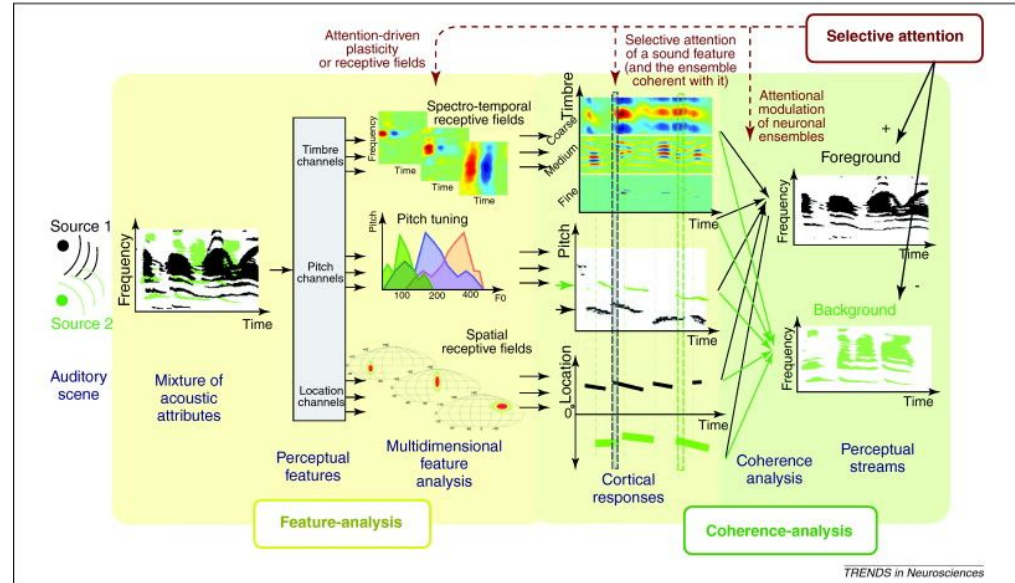 Attention-driven
plasticity
or receptive fields
Selective attention
of a sound feature
(and the ensemble
coherent with it)
Selective attention
Attentional
modulation
of neuronal
ensembles
Spectro-temporal
receptive fields
Timbre
channels
Frequency
Time
Time
Time
Timbre
Coarse
Medium
Fine
Time
+
Foreground
Frequency
Time
Source 1
Source 2
Frequency
Time
Pitch
channels
Pitch tuning
Pitch
100
200
400
F0
Pitch
Time
-
Background
Frequency
Time
Spatial
receptive fields
Location
channels
Location
0°
Time
Auditory
scene
Mixture of
acoustic
attributes
Perceptual
features
Multidimensional
feature
analysis
Cortical
responses
Coherence
analysis
Perceptual
streams
Feature-analysis
Coherence-analysis
TRENDS in Neurosciences